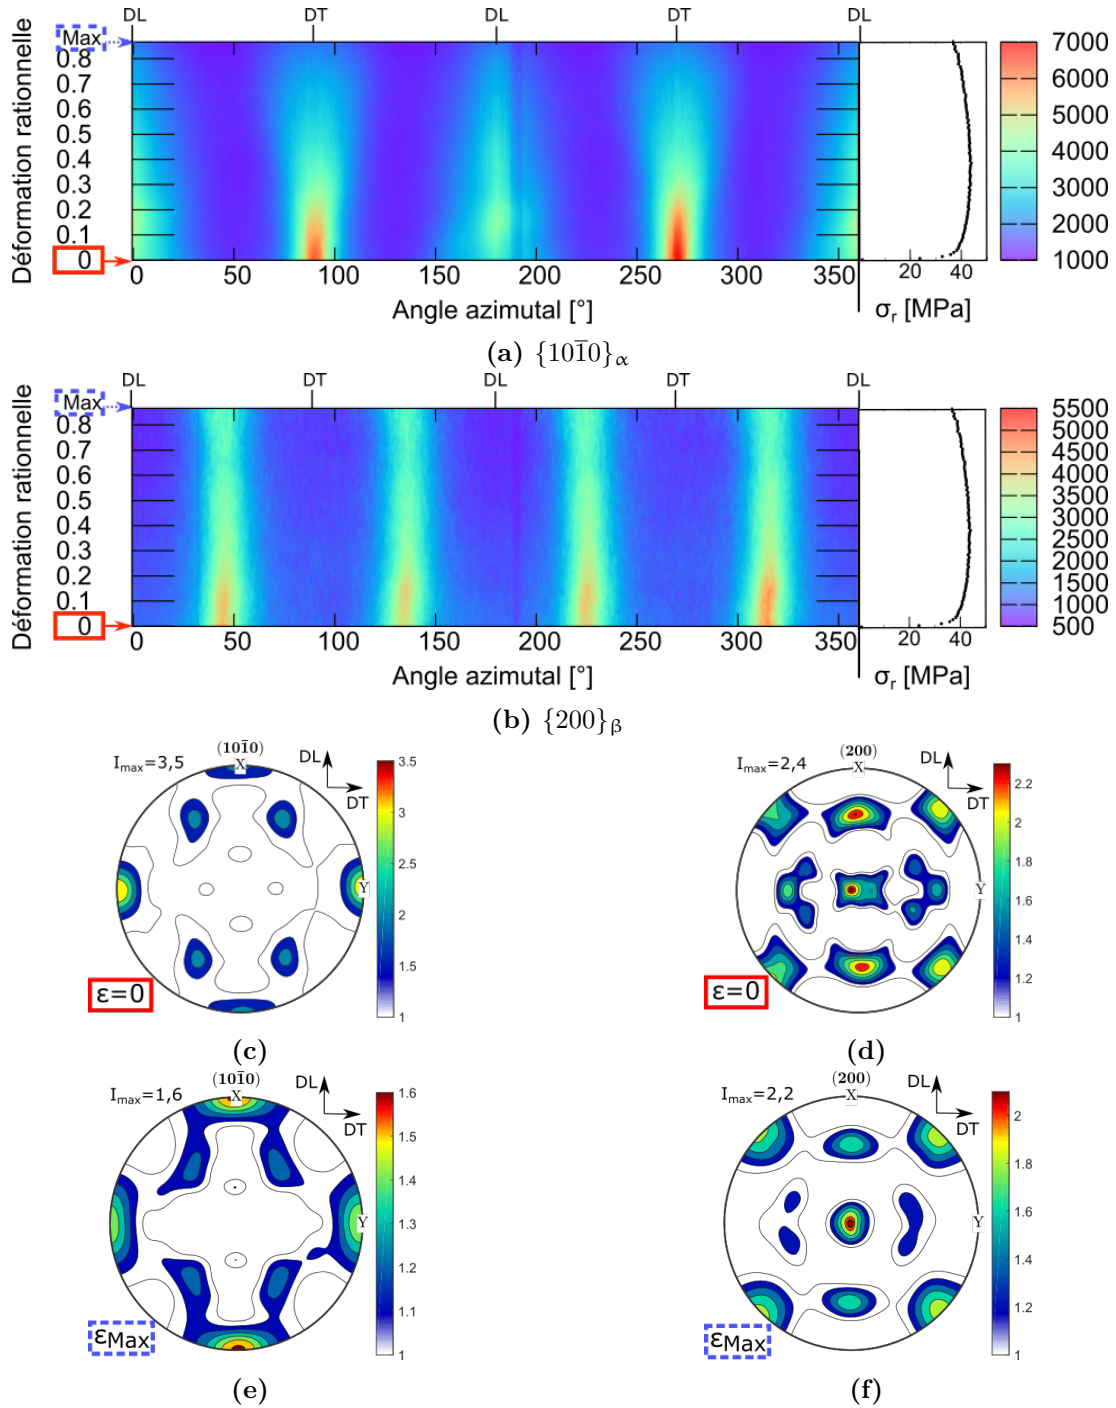 DL DT DL DT DL
Déformation rationnelle
Max
0.8
0.7
0.6
0.5
0.4
0.3
0.2
0.1
0
0 50 100 150 200 250 300 350
Angle azimutal [°]
20 40
σr [MPa]
7000
6000
5000
4000
3000
2000
1000
(a) {101̅0}α
DL DT DL DT DL
Déformation rationnelle
Max
0.8
0.7
0.6
0.5
0.4
0.3
0.2
0.1
0
0 50 100 150 200 250 300 350
Angle azimutal [°]
20 40
σr [MPa]
5500
5000
4500
4000
3500
3000
2500
2000
1500
1000
500
(b) {200}β
Imax=3,5
(101̅0)
X
DL
DT
Y
3.5
3
2.5
2
1.5
1
ε=0
(c)
Imax=2,4
(200)
X
DL
DT
Y
2.2
2
1.8
1.6
1.4
1.2
1
ε=0
(d)
Imax=1,6
(101̅0)
X
DL
DT
Y
1.6
1.5
1.4
1.3
1.2
1.1
1
εMax
(e)
Imax=2,2
(200)
X
DL
DT
Y
2
1.8
1.6
1.4
1.2
1
εMax
(f)